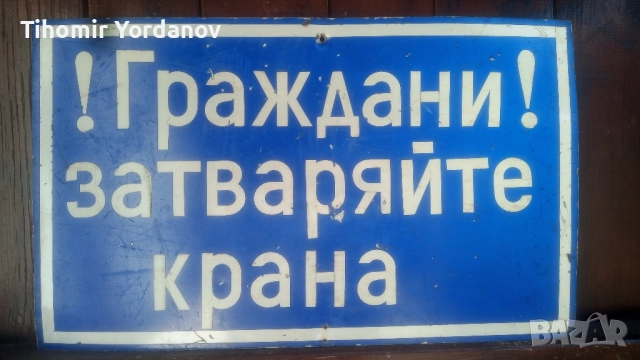 Tihomir Yordanov
! Граждани!
затваряйте
крана
BAZAR